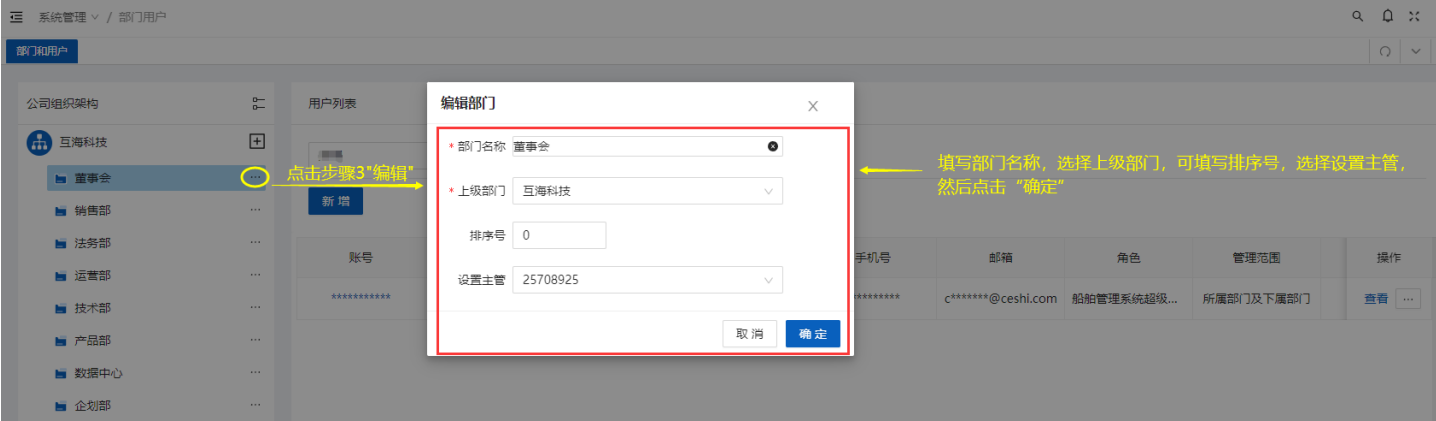 系统管理 / 部门用户
部门和用户
公司组织架构
互海科技
董事会
销售部
法务部
运营部
技术部
产品部
数据中心
企划部
用户列表
点击步骤3"编辑"
新 增
账号
手机号
邮箱
角色
管理范围
操作
***********
c*******@ceshi.com
船舶管理系统超级...
所属部门及下属部门
查看
...
编辑部门
* 部门名称
董事会
* 上级部门
互海科技
排序号
0
设置主管
25708925
取 消
确 定
填写部门名称，选择上级部门，可填写排序号，选择设置主管，
然后点击“确定”